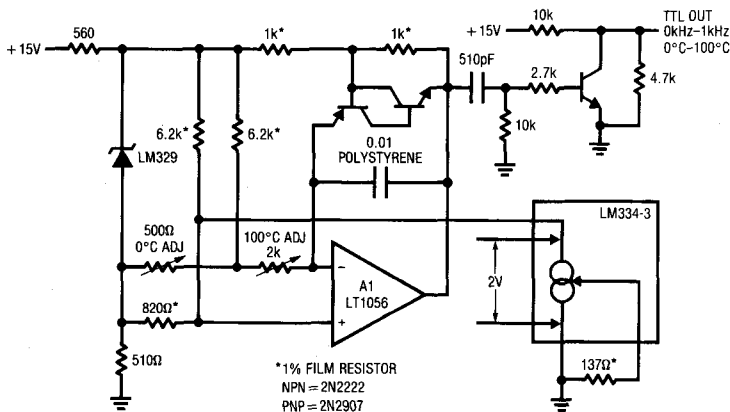 +15V
560
1k*
1k*
+15V
10k
TTL OUT
0kHz–1kHz
0°C–100°C
510pF
2.7k
4.7k
10k
6.2k*
6.2k*
LM329
0.01
POLYSTYRENE
LM334-3
500Ω
0°C ADJ
100°C ADJ
2k
2V
A1
LT1056
820Ω*
510Ω
137Ω*
*1% FILM RESISTOR
NPN = 2N2222
PNP = 2N2907